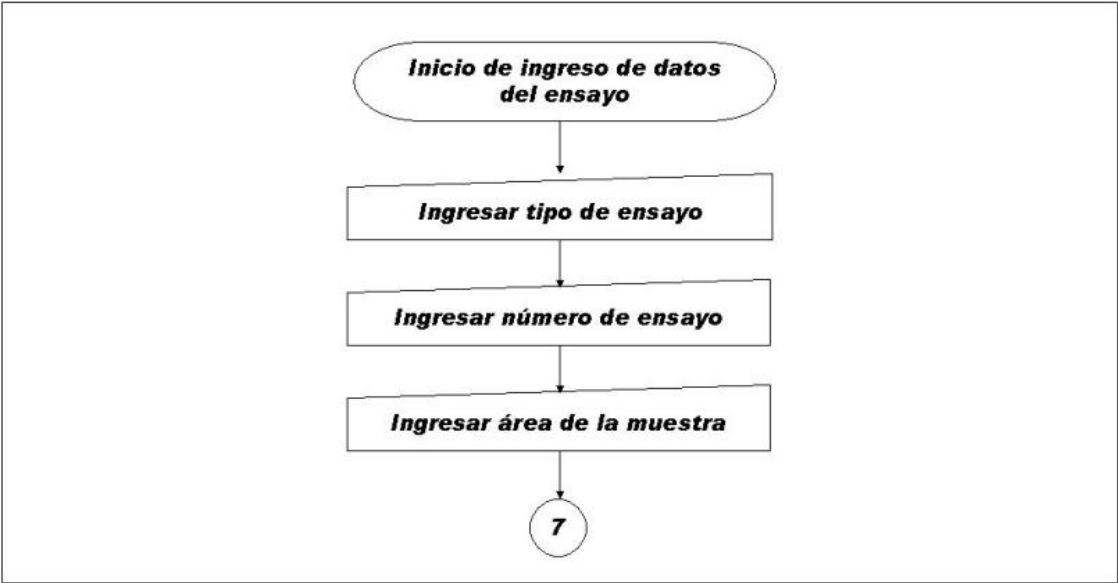 Inicio de ingreso de datos
del ensayo
Ingresar tipo de ensayo
Ingresar número de ensayo
Ingresar área de la muestra
7